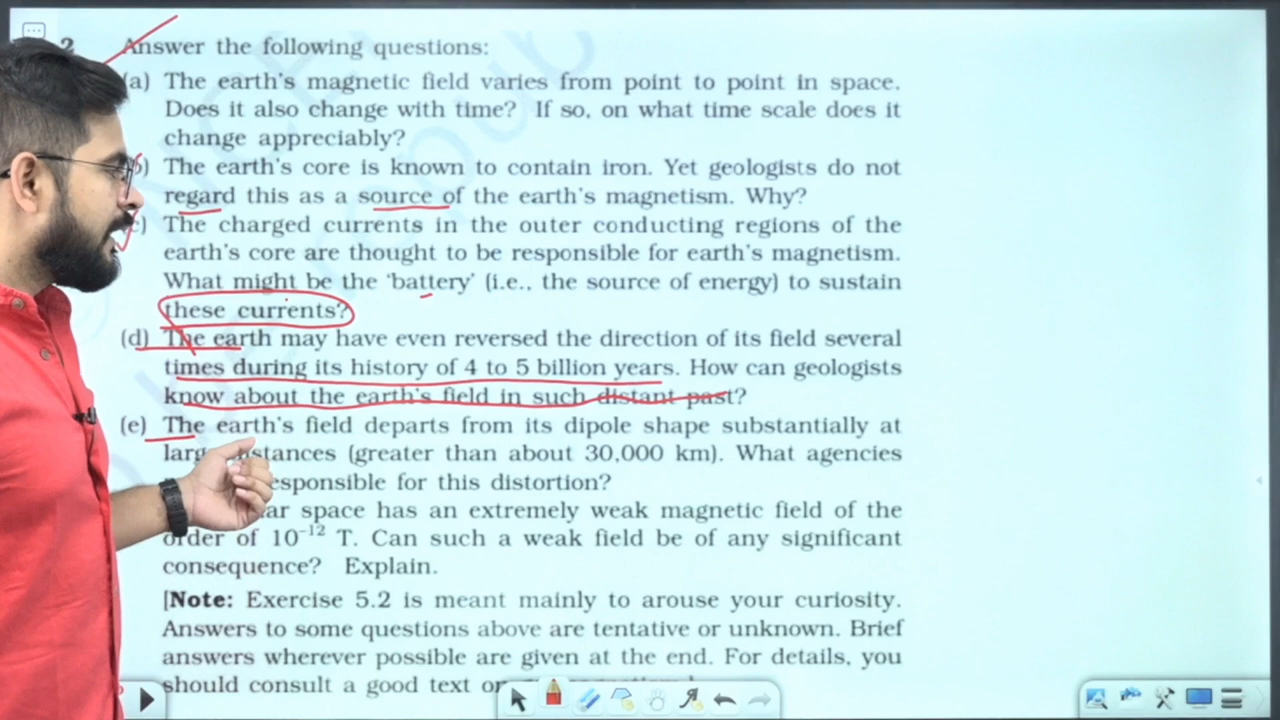 2 Answer the following questions:
(a) The earth's magnetic field varies from point to point in space.
Does it also change with time? If so, on what time scale does it
change appreciably?
b) The earth's core is known to contain iron. Yet geologists do not
regard this as a source of the earth's magnetism. Why?
c) The charged currents in the outer conducting regions of the
earth's core are thought to be responsible for earth's magnetism.
What might be the 'battery' (i.e., the source of energy) to sustain
these currents?
(d) The earth may have even reversed the direction of its field several
times during its history of 4 to 5 billion years. How can geologists
know about the earth's field in such distant past?
(e) The earth's field departs from its dipole shape substantially at
(greater than about 30,000 km). What agencies
for this distortion?
space has an extremely weak magnetic field of the
order of 10⁻¹² T. Can such a weak field be of any significant
consequence? Explain.
[Note: Exercise 5.2 is meant mainly to arouse your curiosity.
Answers to some questions above are tentative or unknown. Brief
answers wherever possible are given at the end. For details, you
should consult a good text